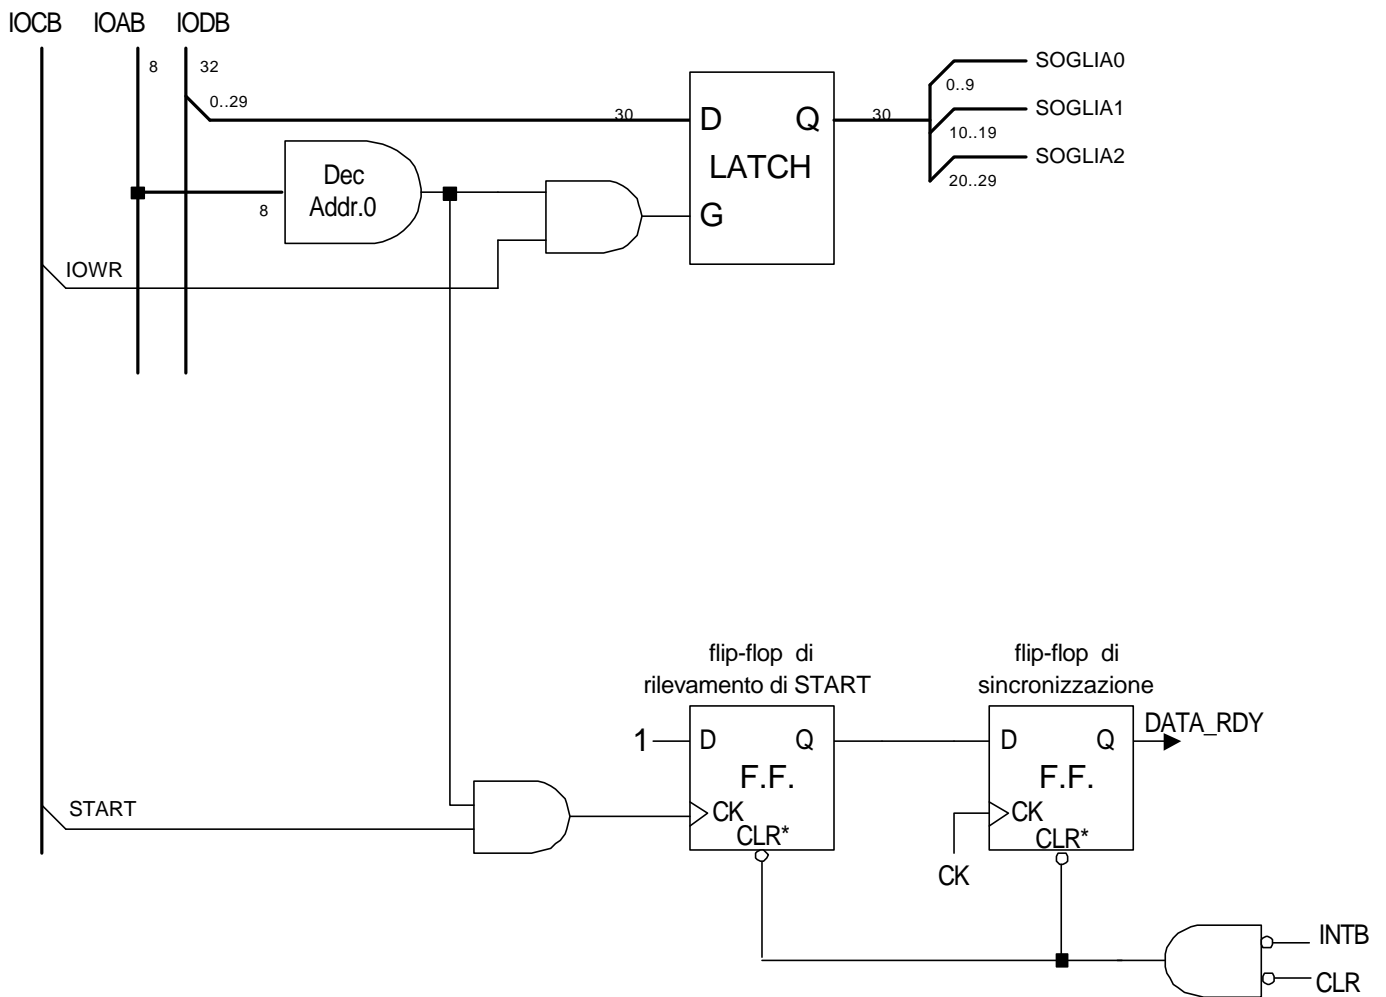 IOCB IOAB IODB
8 32
0..29
30
D Q
LATCH
G
30
SOGLIA0
0..9
SOGLIA1
10..19
SOGLIA2
20..29
Dec
Addr.0
8
IOWR
flip-flop di
rilevamento di START
flip-flop di
sincronizzazione
1
D Q
F.F.
CK
CLR*
D Q
F.F.
CK
CLR*
DATA_RDY
START
CK
INTB
CLR